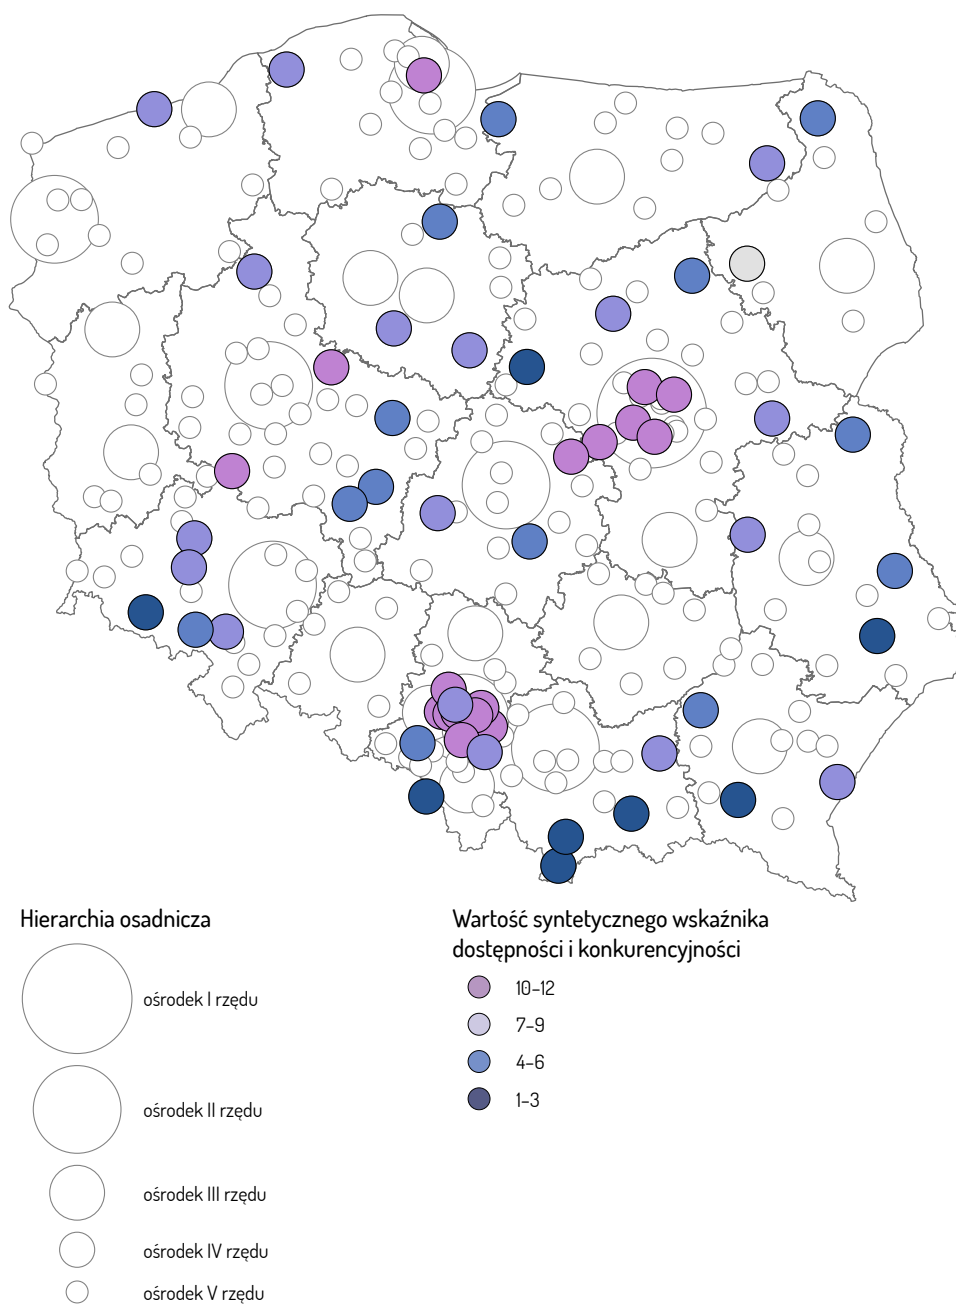 Hierarchia osadnicza
ośrodek I rzędu
ośrodek II rzędu
ośrodek III rzędu
ośrodek IV rzędu
ośrodek V rzędu
Wartość syntetycznego wskaźnika
dostępności i konkurencyjności
10–12
7–9
4–6
1–3